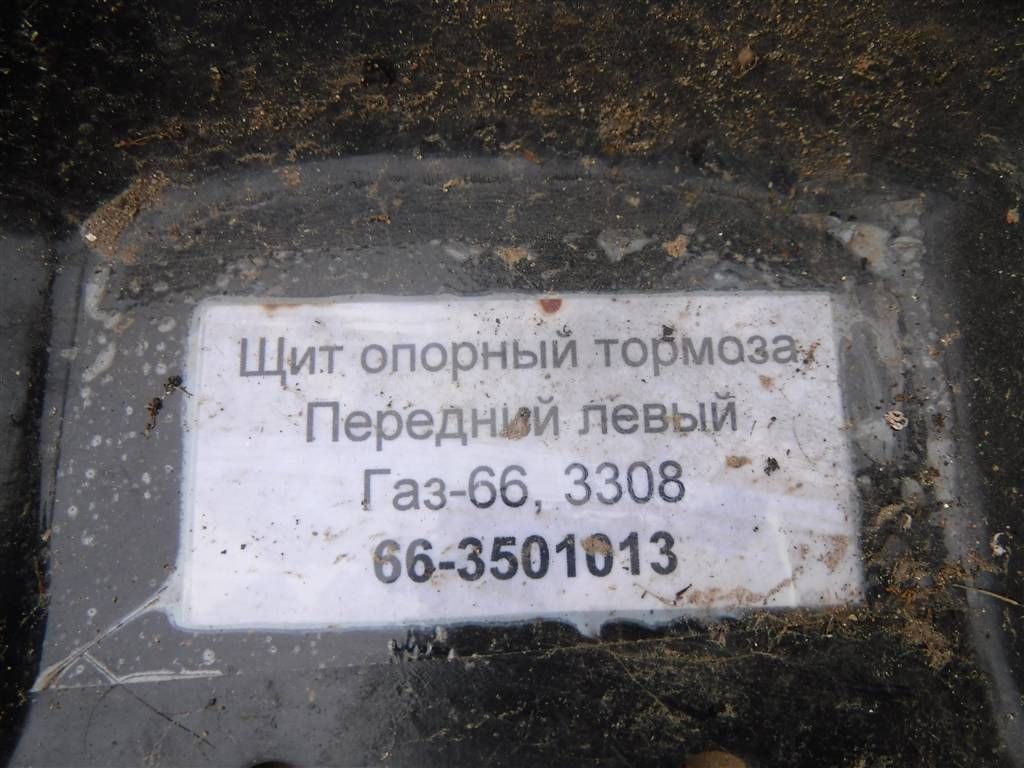 Щит опорный тормоза
Передний левый
Газ-66, 3308
66-3501013